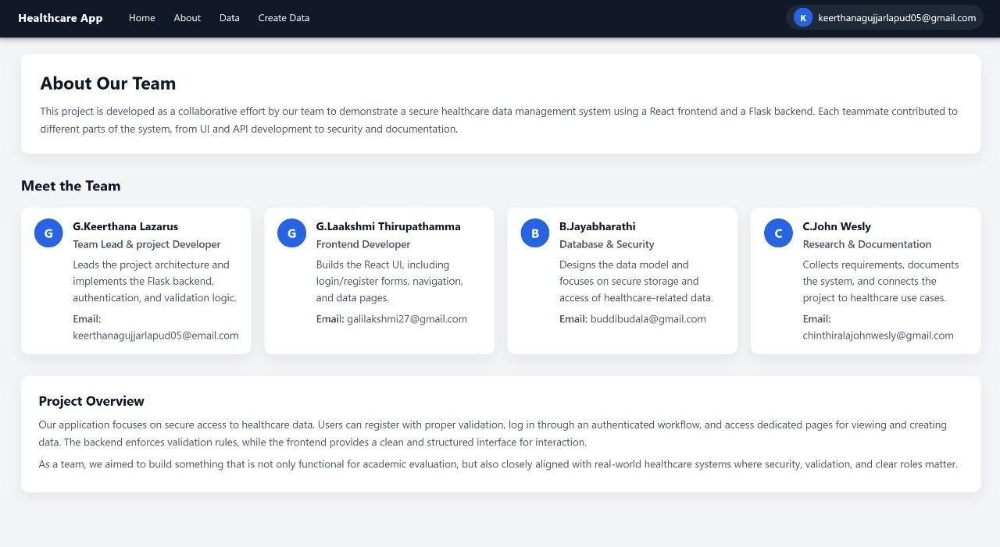 Healthcare App Home About Data Create Data K keerthanagujjarlapud05@gmail.com
About Our Team
This project is developed as a collaborative effort by our team to demonstrate a secure healthcare data management system using a React frontend and a Flask backend. Each teammate contributed to
different parts of the system, from UI and API development to security and documentation.
Meet the Team
G
G.Keerthana Lazarus
Team Lead & project Developer
Leads the project architecture and
implements the Flask backend,
authentication, and validation logic.
Email:
keerthanagujjarlapud05@email.com
G
G.Laakshmi Thirupathamma
Frontend Developer
Builds the React UI, including
login/register forms, navigation,
and data pages.
Email: galilakshmi27@gmail.com
B
B.Jayabharathi
Database & Security
Designs the data model and
focuses on secure storage and
access of healthcare-related data.
Email: buddibudala@gmail.com
C
C.John Wesly
Research & Documentation
Collects requirements, documents
the system, and connects the
project to healthcare use cases.
Email:
chinthiralajohnwesly@gmail.com
Project Overview
Our application focuses on secure access to healthcare data. Users can register with proper validation, log in through an authenticated workflow, and access dedicated pages for viewing and creating
data. The backend enforces validation rules, while the frontend provides a clean and structured interface for interaction.
As a team, we aimed to build something that is not only functional for academic evaluation, but also closely aligned with real-world healthcare systems where security, validation, and clear roles matter.